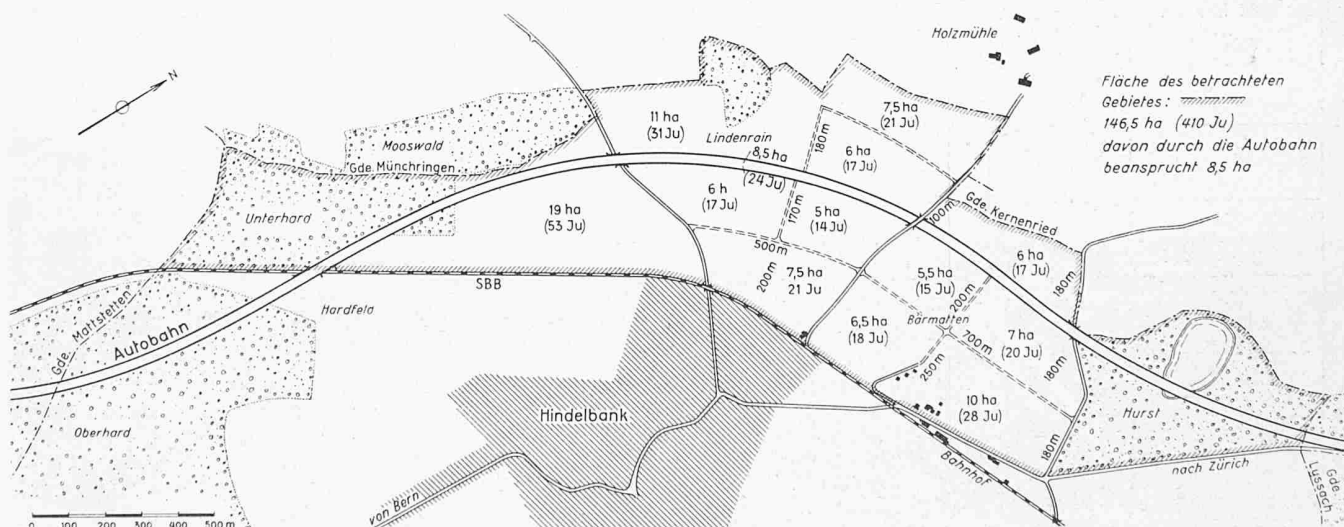 Holzmühle
N
Fläche des betrachteten
Gebietes:
146,5 ha (410 Ju)
davon durch die Autobahn
beansprucht 8,5 ha
11 ha
(31 Ju)
Lindenrain
7,5 ha
(21 Ju)
180m
6 ha
(17 Ju)
8,5 ha
(24 Ju)
Mooswald
Gde. Münchringen
Unterhard
19 ha
(53 Ju)
6 h
(17 Ju)
170 m
5 ha
(14 Ju)
100m
Gde. Kernenried
6 ha
(17 Ju)
180m
500m
200m
7,5 ha
21 Ju
5,5 ha
(15 Ju)
200m
SBB
Hardfeld
Gde. Mattstetten
Autobahn
6,5 ha
(18 Ju)
Bärmatten
700m
7 ha
(20 Ju)
250 m
180m
10 ha
(28 Ju)
180m
Hindelbank
Hurst
Oberhard
Bahnhof
nach Zürich
von Bern
Gde.
Lyssach
0 100 200 300 400 500 m